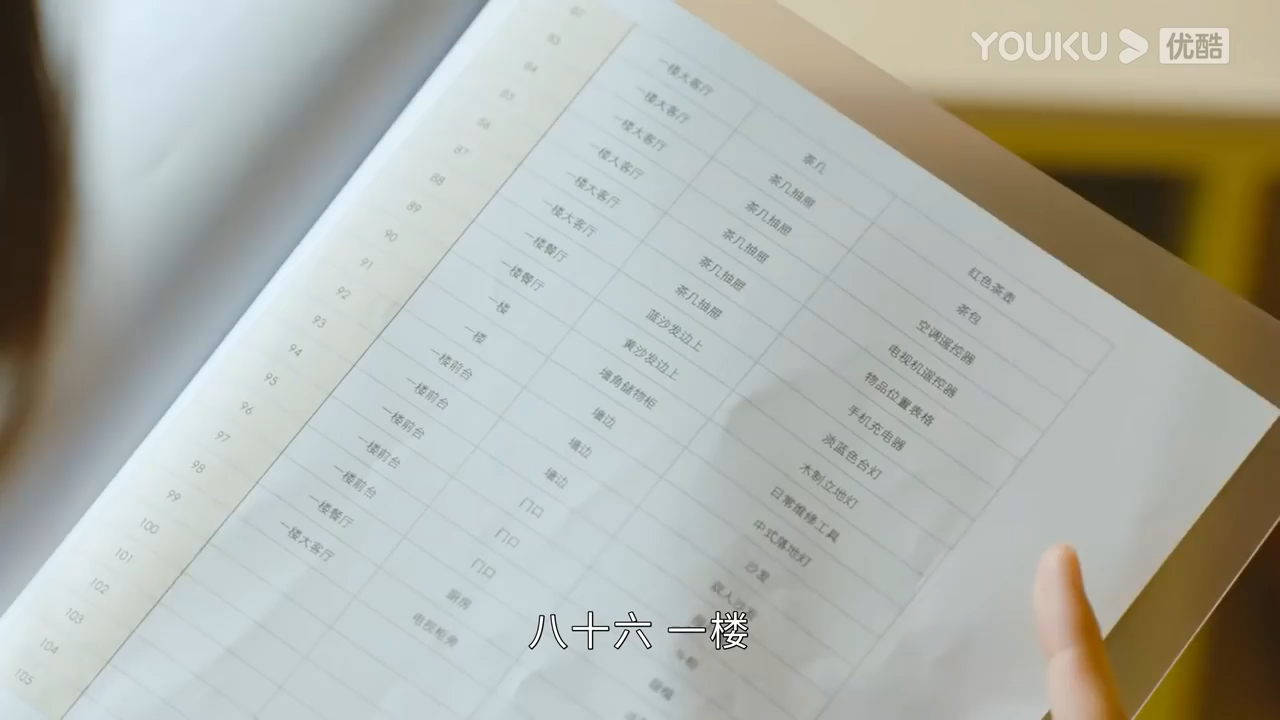 YOUKU 优酷
82 一楼大客厅 茶几 红色茶壶
83 一楼大客厅 茶几抽屉 茶包
84 一楼大客厅 茶几抽屉 空调遥控器
85 一楼大客厅 茶几抽屉 电视机遥控器
86 一楼大客厅 茶几抽屉 物品位置表格
87 一楼大客厅 茶几抽屉 手机充电器
88 一楼餐厅 蓝沙发边上 淡蓝色台灯
89 一楼餐厅 黄沙发边上 木制立地灯
90 一楼 墙角储物柜 日常维修工具
91 一楼 墙边 中式落地灯
92 一楼前台 墙边 沙发
93 一楼前台 墙边
94 一楼前台 门口
95 一楼前台 门口
96 一楼前台 门口
97 一楼餐厅 厨房
98 一楼大客厅 电视柜旁
99
100
101
102
103
104
105
八十六 一楼